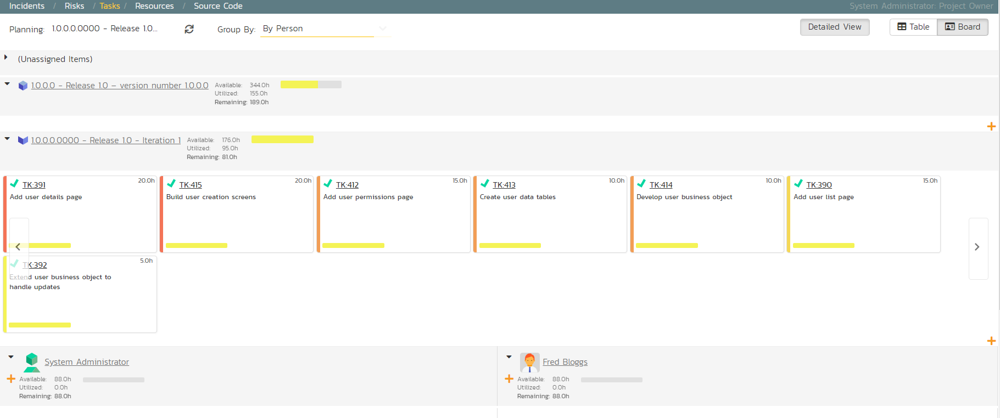 Incidents / Risks / Tasks / Resources / Source Code System Administrator: Project Owner
Planning: 1.0.0.0.0000 - Release 1.0... Group By: By Person Detailed View Table Board
(Unassigned Items)
1.0.0.0 - Release 1.0 – version number 1.0.0.0 Available: 344.0h
Utilized: 155.0h
Remaining: 189.0h
1.0.0.0.0000 - Release 1.0 - Iteration 1 Available: 176.0h
Utilized: 95.0h
Remaining: 81.0h
TK:391 20.0h
Add user details page
TK:415 20.0h
Build user creation screens
TK:412 15.0h
Add user permissions page
TK:413 10.0h
Create user data tables
TK:414 10.0h
Develop user business object
TK:390 15.0h
Add user list page
TK:392 5.0h
Extend user business object to
handle updates
System Administrator
Available: 88.0h
Utilized: 0.0h
Remaining: 88.0h
Fred Bloggs
Available: 88.0h
Utilized: 0.0h
Remaining: 88.0h